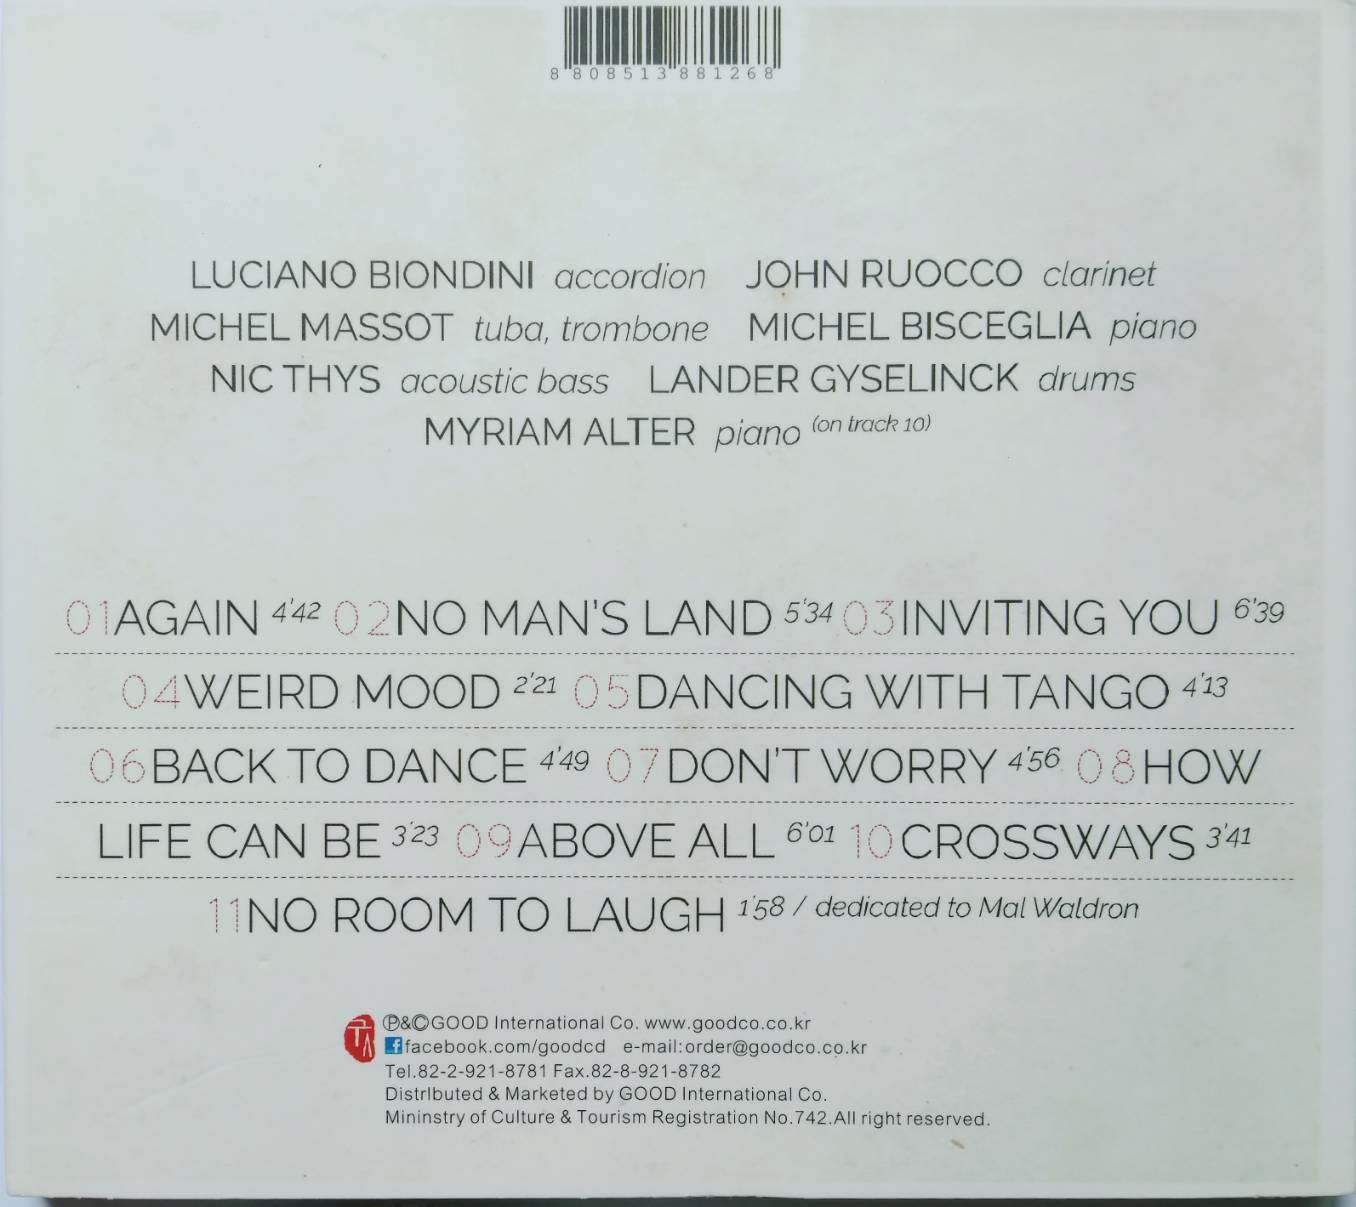 8 808513 881268
LUCIANO BIONDINI accordion JOHN RUOCCO clarinet
MICHEL MASSOT tuba, trombone MICHEL BISCEGLIA piano
NIC THYS acoustic bass LANDER GYSELINCK drums
MYRIAM ALTER piano (on track 10)
01 AGAIN 4'42 02 NO MAN'S LAND 5'34 03 INVITING YOU 6'39
04 WEIRD MOOD 2'21 05 DANCING WITH TANGO 4'13
06 BACK TO DANCE 4'49 07 DON'T WORRY 4'56 08 HOW
LIFE CAN BE 3'23 09 ABOVE ALL 6'01 10 CROSSWAYS 3'41
11 NO ROOM TO LAUGH 1'58 / dedicated to Mal Waldron
Ⓟ&©GOOD International Co. www.goodco.co.kr
facebook.com/goodcd e-mail:order@goodco.co.kr
Tel.82-2-921-8781 Fax.82-8-921-8782
DistrIbuted & Marketed by GOOD International Co.
Mininstry of Culture & Tourism Registration No.742.All right reserved.